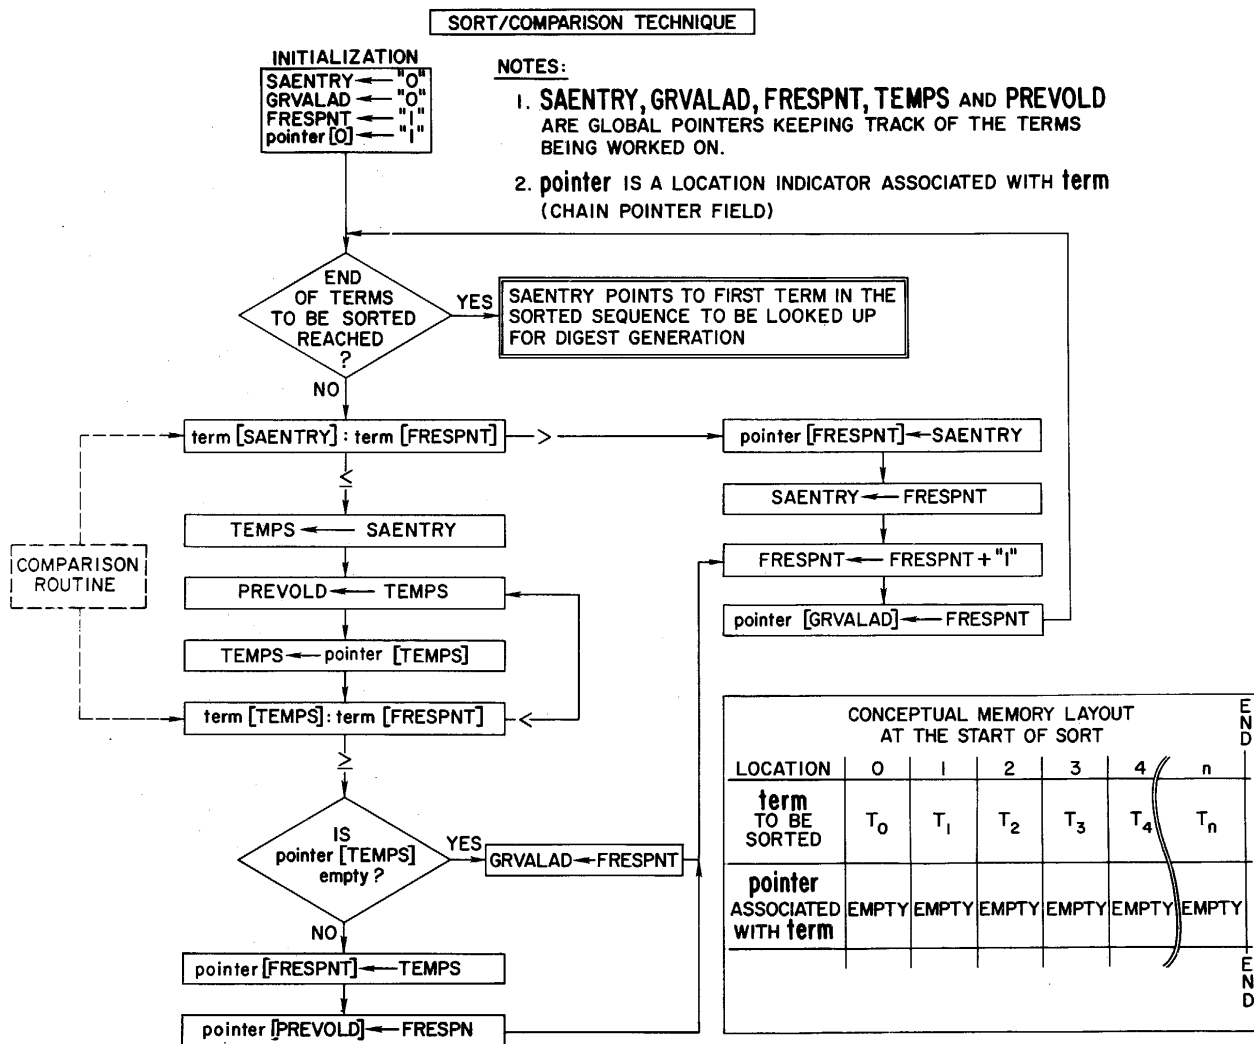 SORT/COMPARISON TECHNIQUE
INITIALIZATION
SAENTRY ← "0"
GRVALAD ← "0"
FRESPNT ← "1"
pointer [0] ← "1"
NOTES:
1. SAENTRY, GRVALAD, FRESPNT, TEMPS AND PREVOLD
ARE GLOBAL POINTERS KEEPING TRACK OF THE TERMS
BEING WORKED ON.
2. pointer IS A LOCATION INDICATOR ASSOCIATED WITH term
(CHAIN POINTER FIELD)
END
OF TERMS
TO BE SORTED
REACHED
?
YES
SAENTRY POINTS TO FIRST TERM IN THE
SORTED SEQUENCE TO BE LOOKED UP
FOR DIGEST GENERATION
NO
term [SAENTRY] : term [FRESPNT]
>
pointer [FRESPNT] ← SAENTRY
≤
SAENTRY ← FRESPNT
TEMPS ← SAENTRY
COMPARISON
ROUTINE
FRESPNT ← FRESPNT + "1"
PREVOLD ← TEMPS
pointer [GRVALAD] ← FRESPNT
TEMPS ← pointer [TEMPS]
term [TEMPS] : term [FRESPNT]
<
≥
IS
pointer [TEMPS]
empty ?
YES
GRVALAD ← FRESPNT
NO
pointer [FRESPNT] ← TEMPS
pointer [PREVOLD] ← FRESPN
CONCEPTUAL MEMORY LAYOUT
AT THE START OF SORT
END
LOCATION 0 1 2 3 4 n
term
TO BE
SORTED
T0 T1 T2 T3 T4 Tn
pointer
ASSOCIATED
WITH term
EMPTY EMPTY EMPTY EMPTY EMPTY EMPTY
END